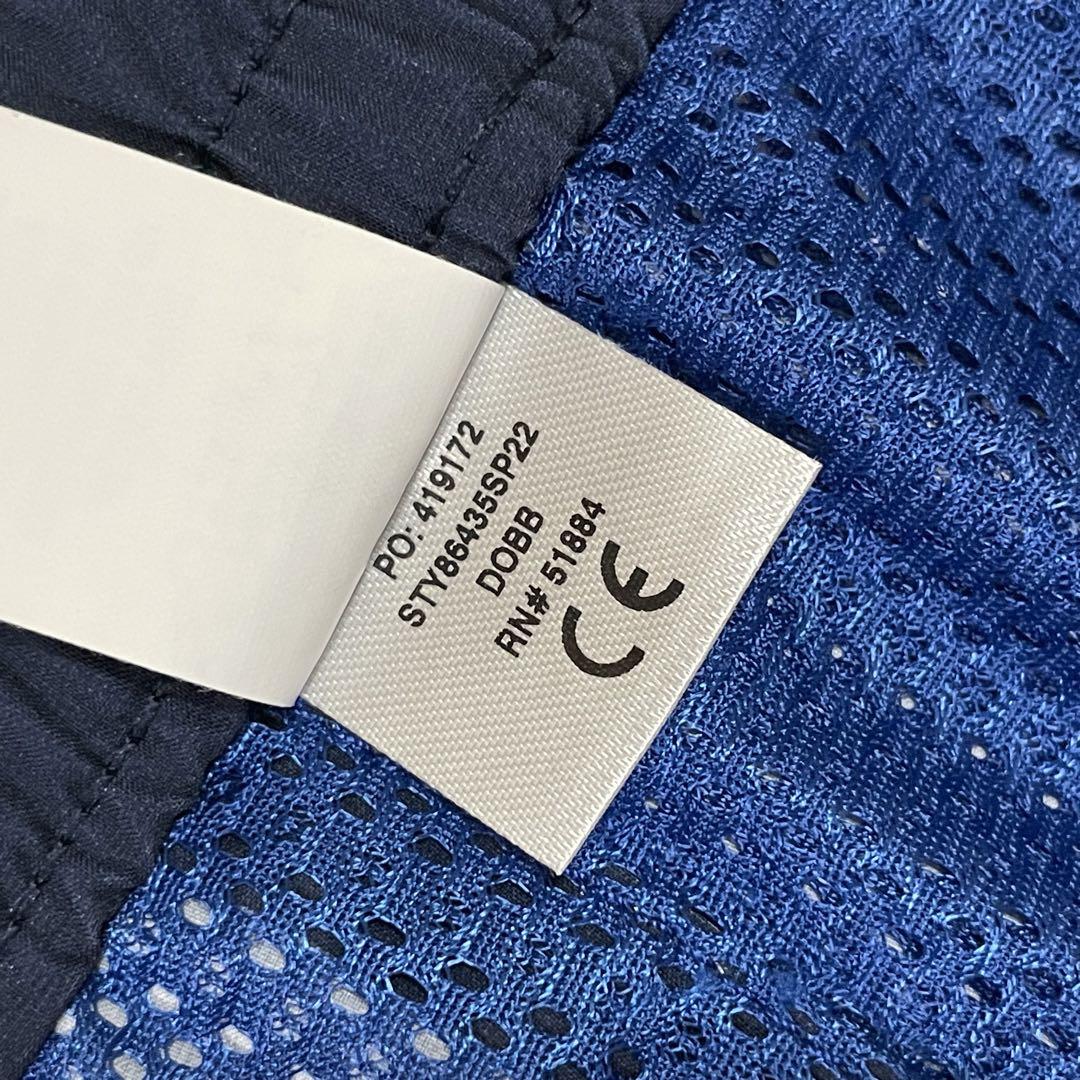 PO: 419172
STY86435SP22
DOBB
RN# 51884
CE